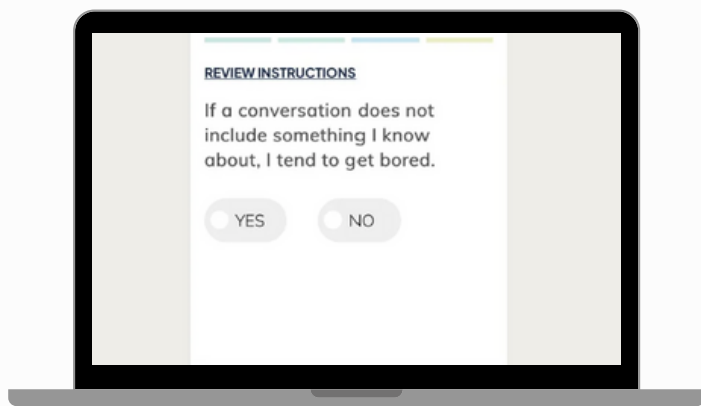 REVIEW INSTRUCTIONS
If a conversation does not
include something I know
about, I tend to get bored.
YES
NO